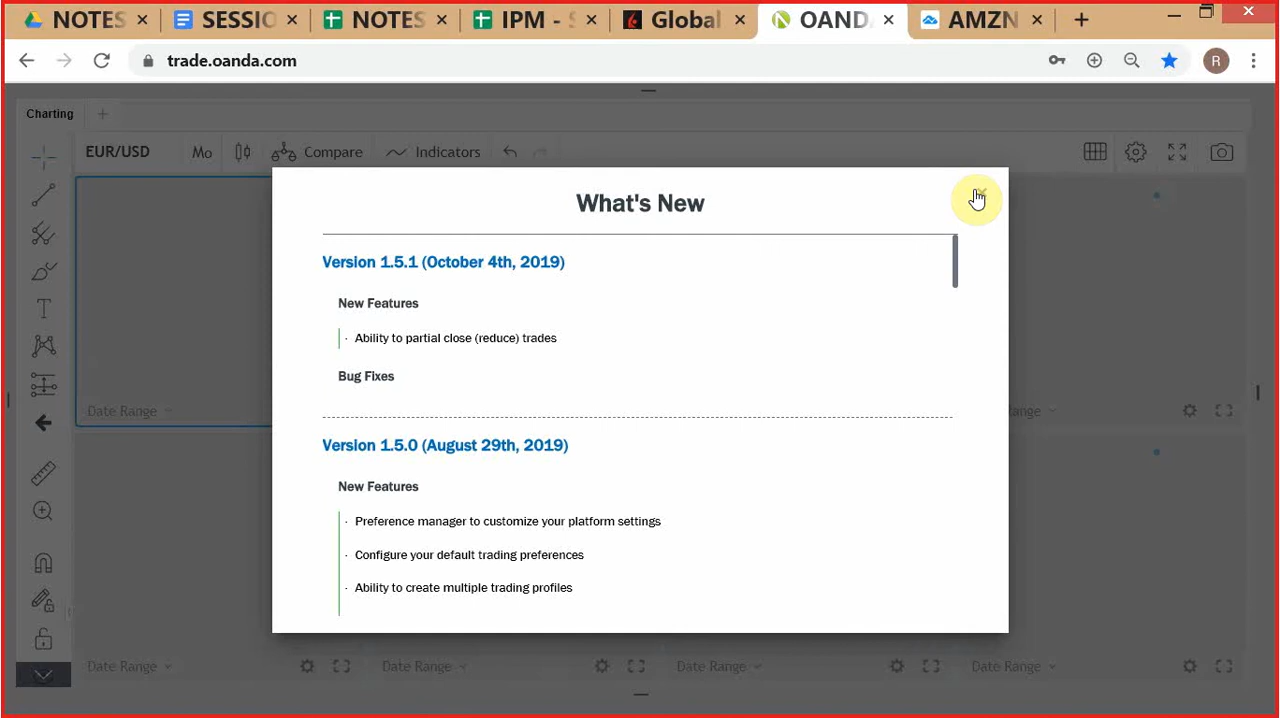 NOTES
SESSIO
NOTES
IPM - S
Global
OANDA
AMZN
trade.oanda.com
R
Charting
EUR/USD
Mo
Compare
Indicators
What's New
Version 1.5.1 (October 4th, 2019)
New Features
· Ability to partial close (reduce) trades
Bug Fixes
Date Range
ange
Version 1.5.0 (August 29th, 2019)
New Features
· Preference manager to customize your platform settings
· Configure your default trading preferences
· Ability to create multiple trading profiles
Date Range
Date Range
Date Range
Date Range